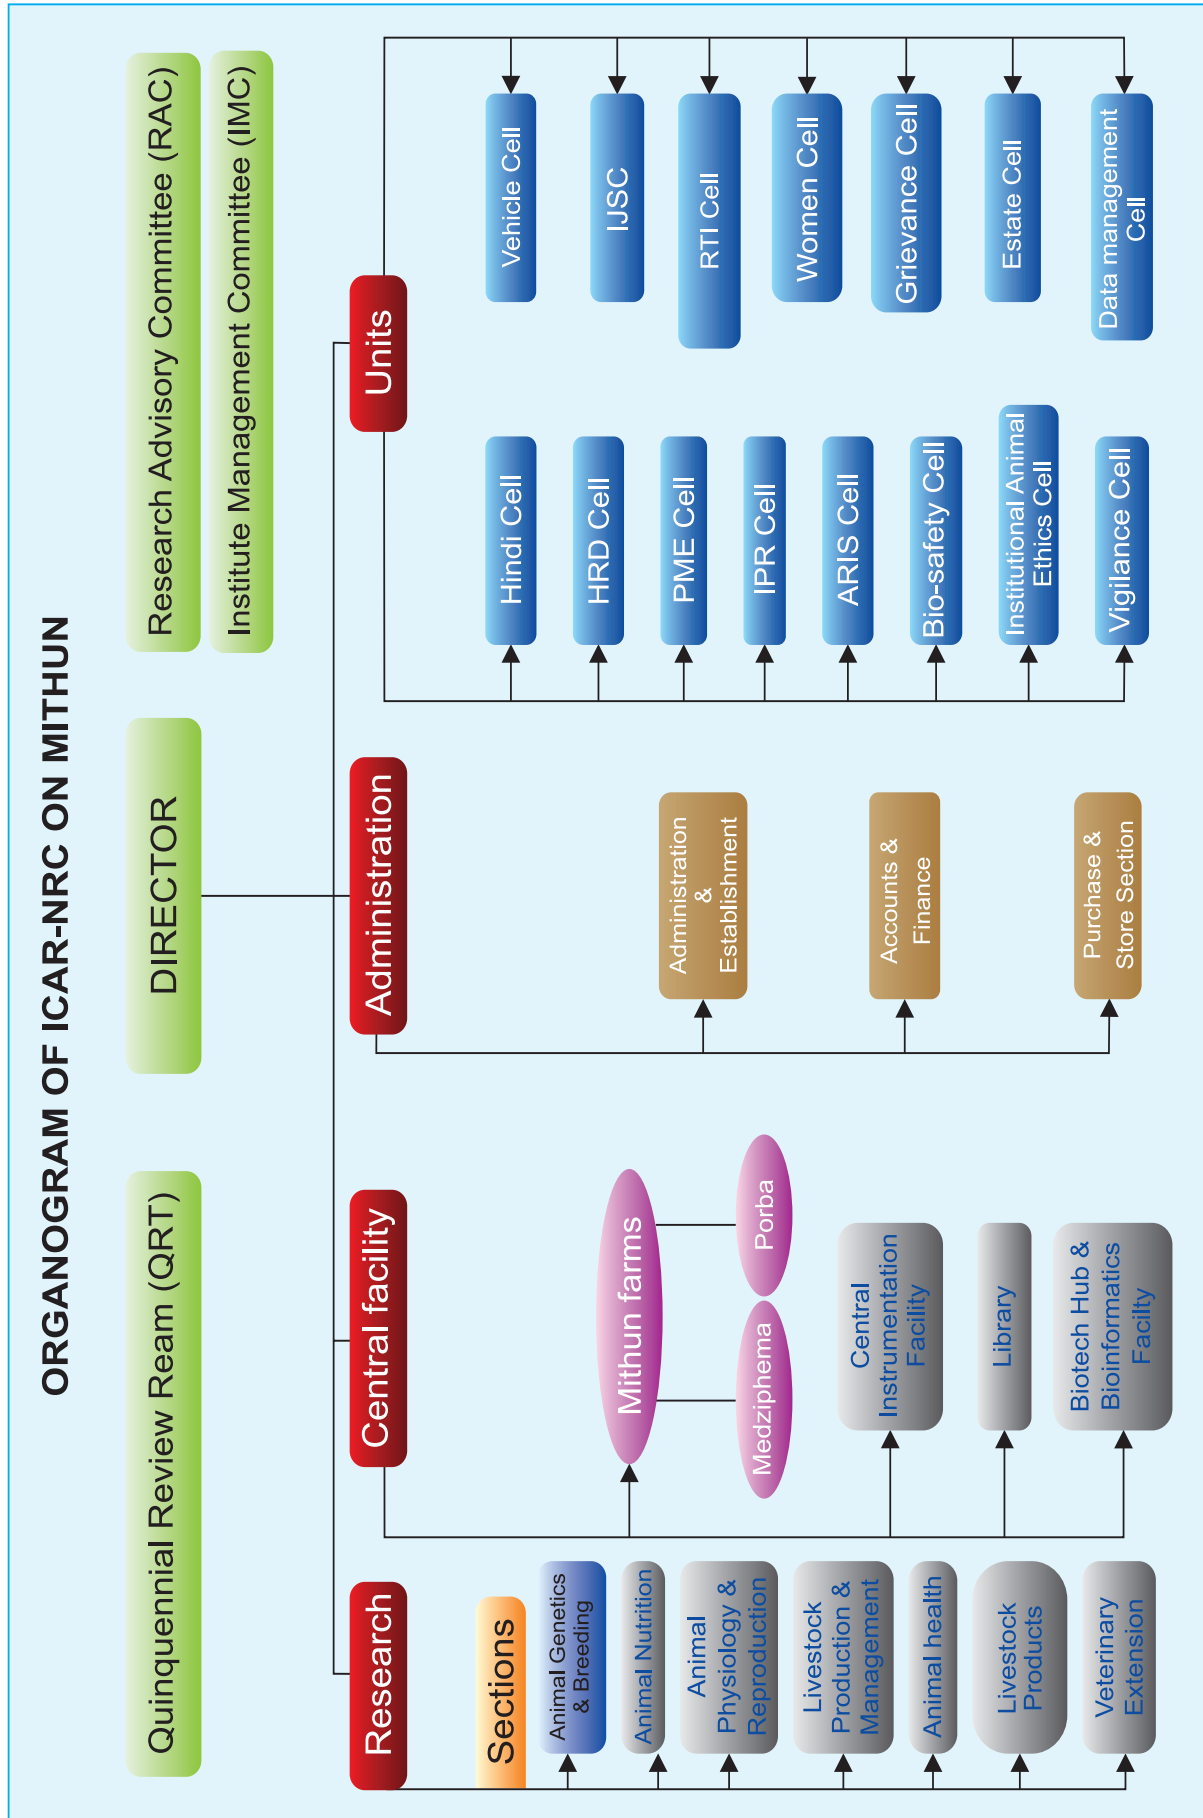 ORGANOGRAM OF ICAR-NRC ON MITHUN
Quinquennial Review Ream (QRT)
DIRECTOR
Research Advisory Committee (RAC)
Institute Management Committee (IMC)
Research
Central facility
Administration
Units
Sections
Animal Genetics
& Breeding
Animal Nutrition
Animal
Physiology &
Reproduction
Livestock
Production &
Management
Animal health
Livestock
Products
Veterinary
Extension
Mithun farms
Medziphema
Porba
Central
Instrumentation
Facility
Library
Biotech Hub &
Bioinformatics
Facilty
Administration
&
Establishment
Accounts &
Finance
Purchase &
Store Section
Hindi Cell
HRD Cell
PME Cell
IPR Cell
ARIS Cell
Bio-safety Cell
Institutional Animal
Ethics Cell
Vigilance Cell
Vehicle Cell
IJSC
RTI Cell
Women Cell
Grievance Cell
Estate Cell
Data management
Cell